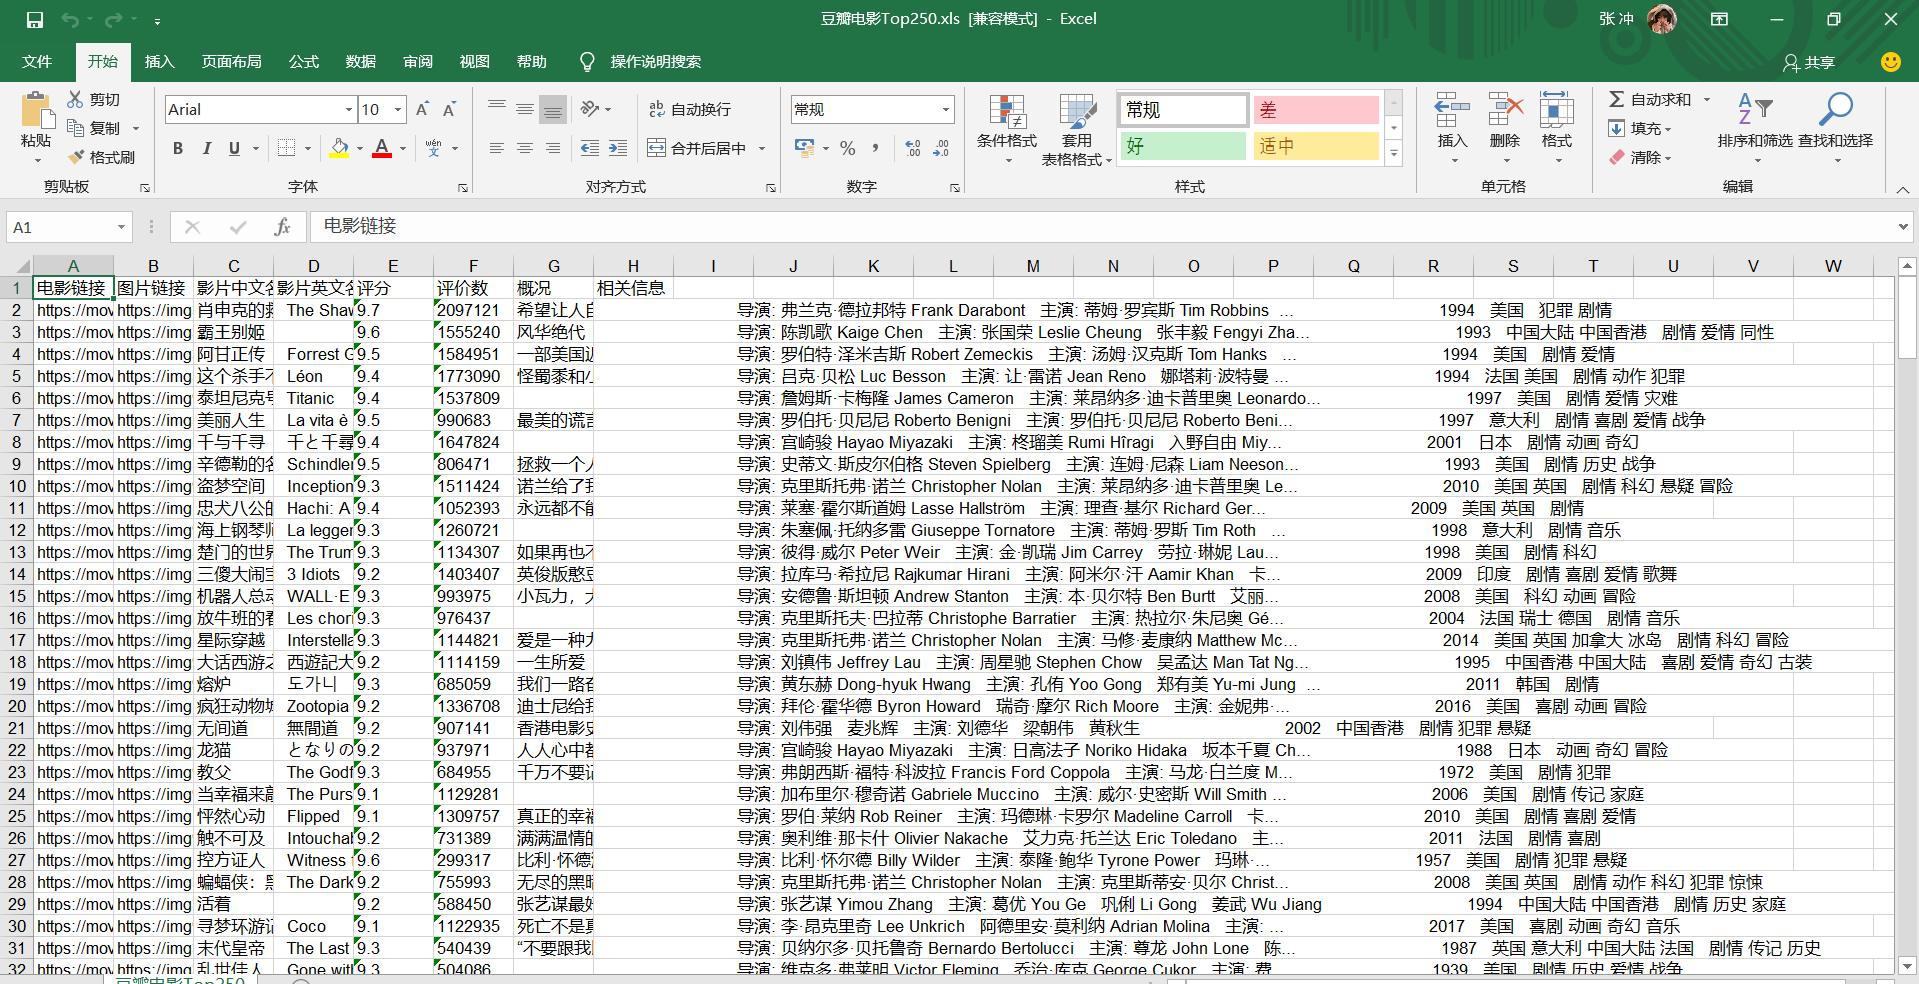 豆瓣电影Top250.xls [兼容模式] - Excel
张 冲
文件 开始 插入 页面布局 公式 数据 审阅 视图 帮助 操作说明搜索 共享
粘贴 剪切 复制 格式刷 剪贴板
Arial 10 B I U wén 字体
自动换行 合并后居中 对齐方式
常规 % 数字
条件格式 套用 表格格式 常规 差 好 适中 样式
插入 删除 格式 单元格
自动求和 填充 清除 排序和筛选 查找和选择 编辑
A1 fx 电影链接
A B C D E F G H I J K L M N O P Q R S T U V W
1 电影链接 图片链接 影片中文名 影片英文名 评分 评价数 概况 相关信息
2 https://mov https://img 肖申克的救 The Shaw 9.7 2097121 希望让人自 导演: 弗兰克·德拉邦特 Frank Darabont 主演: 蒂姆·罗宾斯 Tim Robbins ... 1994 美国 犯罪 剧情
3 https://mov https://img 霸王别姬 9.6 1555240 风华绝代 导演: 陈凯歌 Kaige Chen 主演: 张国荣 Leslie Cheung 张丰毅 Fengyi Zha... 1993 中国大陆 中国香港 剧情 爱情 同性
4 https://mov https://img 阿甘正传 Forrest G 9.5 1584951 一部美国近 导演: 罗伯特·泽米吉斯 Robert Zemeckis 主演: 汤姆·汉克斯 Tom Hanks ... 1994 美国 剧情 爱情
5 https://mov https://img 这个杀手不 Léon 9.4 1773090 怪蜀黍和小 导演: 吕克·贝松 Luc Besson 主演: 让·雷诺 Jean Reno 娜塔莉·波特曼 ... 1994 法国 美国 剧情 动作 犯罪
6 https://mov https://img 泰坦尼克号 Titanic 9.4 1537809 导演: 詹姆斯·卡梅隆 James Cameron 主演: 莱昂纳多·迪卡普里奥 Leonardo... 1997 美国 剧情 爱情 灾难
7 https://mov https://img 美丽人生 La vita è 9.5 990683 最美的谎言 导演: 罗伯托·贝尼尼 Roberto Benigni 主演: 罗伯托·贝尼尼 Roberto Beni... 1997 意大利 剧情 喜剧 爱情 战争
8 https://mov https://img 千与千寻 千と千尋 9.4 1647824 导演: 宫崎骏 Hayao Miyazaki 主演: 柊瑠美 Rumi Hîragi 入野自由 Miy... 2001 日本 剧情 动画 奇幻
9 https://mov https://img 辛德勒的名 Schindler 9.5 806471 拯救一个人 导演: 史蒂文·斯皮尔伯格 Steven Spielberg 主演: 连姆·尼森 Liam Neeson... 1993 美国 剧情 历史 战争
10 https://mov https://img 盗梦空间 Inception 9.3 1511424 诺兰给了我 导演: 克里斯托弗·诺兰 Christopher Nolan 主演: 莱昂纳多·迪卡普里奥 Le... 2010 美国 英国 剧情 科幻 悬疑 冒险
11 https://mov https://img 忠犬八公的 Hachi: A 9.4 1052393 永远都不能 导演: 莱塞·霍尔斯道姆 Lasse Hallström 主演: 理查·基尔 Richard Ger... 2009 美国 英国 剧情
12 https://mov https://img 海上钢琴师 La legger 9.3 1260721 导演: 朱塞佩·托纳多雷 Giuseppe Tornatore 主演: 蒂姆·罗斯 Tim Roth ... 1998 意大利 剧情 音乐
13 https://mov https://img 楚门的世界 The Trum 9.3 1134307 如果再也不 导演: 彼得·威尔 Peter Weir 主演: 金·凯瑞 Jim Carrey 劳拉·琳妮 Lau... 1998 美国 剧情 科幻
14 https://mov https://img 三傻大闹宝 3 Idiots 9.2 1403407 英俊版憨豆 导演: 拉库马·希拉尼 Rajkumar Hirani 主演: 阿米尔·汗 Aamir Khan 卡... 2009 印度 剧情 喜剧 爱情 歌舞
15 https://mov https://img 机器人总动 WALL·E 9.3 993975 小瓦力，大 导演: 安德鲁·斯坦顿 Andrew Stanton 主演: 本·贝尔特 Ben Burtt 艾丽... 2008 美国 科幻 动画 冒险
16 https://mov https://img 放牛班的春 Les chori 9.3 976437 导演: 克里斯托夫·巴拉蒂 Christophe Barratier 主演: 热拉尔·朱尼奥 Gé... 2004 法国 瑞士 德国 剧情 音乐
17 https://mov https://img 星际穿越 Interstella 9.3 1144821 爱是一种力 导演: 克里斯托弗·诺兰 Christopher Nolan 主演: 马修·麦康纳 Matthew Mc... 2014 美国 英国 加拿大 冰岛 剧情 科幻 冒险
18 https://mov https://img 大话西游之 西遊記大 9.2 1114159 一生所爱 导演: 刘镇伟 Jeffrey Lau 主演: 周星驰 Stephen Chow 吴孟达 Man Tat Ng... 1995 中国香港 中国大陆 喜剧 爱情 奇幻 古装
19 https://mov https://img 熔炉 도가니 9.3 685059 我们一路奋 导演: 黄东赫 Dong-hyuk Hwang 主演: 孔侑 Yoo Gong 郑有美 Yu-mi Jung ... 2011 韩国 剧情
20 https://mov https://img 疯狂动物城 Zootopia 9.2 1336708 迪士尼给我 导演: 拜伦·霍华德 Byron Howard 瑞奇·摩尔 Rich Moore 主演: 金妮弗·... 2016 美国 喜剧 动画 冒险
21 https://mov https://img 无间道 無間道 9.2 907141 香港电影史 导演: 刘伟强 麦兆辉 主演: 刘德华 梁朝伟 黄秋生 2002 中国香港 剧情 犯罪 悬疑
22 https://mov https://img 龙猫 となりの 9.2 937971 人人心中都 导演: 宫崎骏 Hayao Miyazaki 主演: 日高法子 Noriko Hidaka 坂本千夏 Ch... 1988 日本 动画 奇幻 冒险
23 https://mov https://img 教父 The Godf 9.3 684955 千万不要记 导演: 弗朗西斯·福特·科波拉 Francis Ford Coppola 主演: 马龙·白兰度 M... 1972 美国 剧情 犯罪
24 https://mov https://img 当幸福来敲 The Purs 9.1 1129281 导演: 加布里尔·穆奇诺 Gabriele Muccino 主演: 威尔·史密斯 Will Smith ... 2006 美国 剧情 传记 家庭
25 https://mov https://img 怦然心动 Flipped 9.1 1309757 真正的幸福 导演: 罗伯·莱纳 Rob Reiner 主演: 玛德琳·卡罗尔 Madeline Carroll 卡... 2010 美国 剧情 喜剧 爱情
26 https://mov https://img 触不可及 Intouchab 9.2 731389 满满温情的 导演: 奥利维·那卡什 Olivier Nakache 艾力克·托兰达 Eric Toledano 主... 2011 法国 剧情 喜剧
27 https://mov https://img 控方证人 Witness f 9.6 299317 比利·怀德 导演: 比利·怀尔德 Billy Wilder 主演: 泰隆·鲍华 Tyrone Power 玛琳·... 1957 美国 剧情 犯罪 悬疑
28 https://mov https://img 蝙蝠侠：黑 The Dark 9.2 755993 无尽的黑暗 导演: 克里斯托弗·诺兰 Christopher Nolan 主演: 克里斯蒂安·贝尔 Christ... 2008 美国 英国 剧情 动作 科幻 犯罪 惊悚
29 https://mov https://img 活着 9.2 588450 张艺谋最好 导演: 张艺谋 Yimou Zhang 主演: 葛优 You Ge 巩俐 Li Gong 姜武 Wu Jiang 1994 中国大陆 中国香港 剧情 历史 家庭
30 https://mov https://img 寻梦环游记 Coco 9.1 1122935 死亡不是真 导演: 李·昂克里奇 Lee Unkrich 阿德里安·莫利纳 Adrian Molina 主演: ... 2017 美国 喜剧 动画 奇幻 音乐
31 https://mov https://img 末代皇帝 The Last 9.3 540439 “不要跟我 导演: 贝纳尔多·贝托鲁奇 Bernardo Bertolucci 主演: 尊龙 John Lone 陈... 1987 英国 意大利 中国大陆 法国 剧情 传记 历史
32 https://mov https://img 乱世佳人 Gone with 9.3 504086 导演: 维克多·弗莱明 Victor Fleming 乔治·库克 George Cukor 主演: 费... 1939 美国 剧情 历史 爱情 战争
豆瓣电影Top250